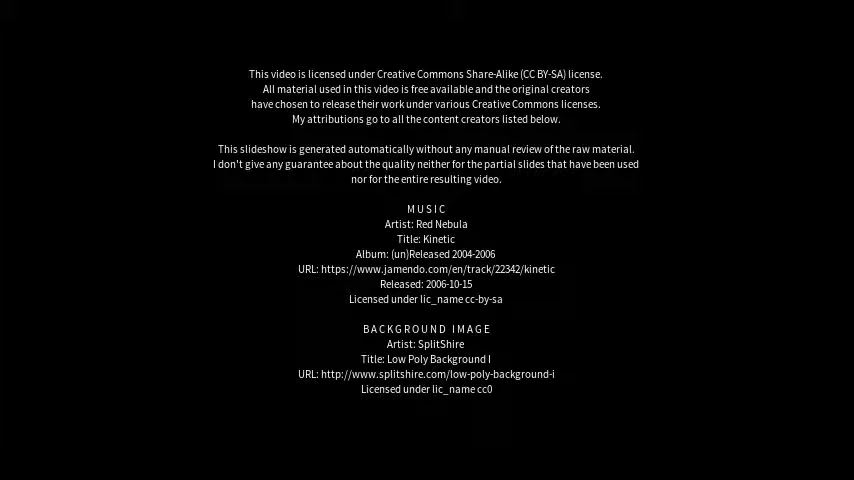 This video is licensed under Creative Commons Share-Alike (CC BY-SA) license.
All material used in this video is free available and the original creators
have chosen to release their work under various Creative Commons licenses.
My attributions go to all the content creators listed below.
This slideshow is generated automatically without any manual review of the raw material.
I don't give any guarantee about the quality neither for the partial slides that have been used
nor for the entire resulting video.
MUSIC
Artist: Red Nebula
Title: Kinetic
Album: (un)Released 2004-2006
URL: https://www.jamendo.com/en/track/22342/kinetic
Released: 2006-10-15
Licensed under lic_name cc-by-sa
BACKGROUND IMAGE
Artist: SplitShire
Title: Low Poly Background I
URL: http://www.splitshire.com/low-poly-background-i
Licensed under lic_name cc0